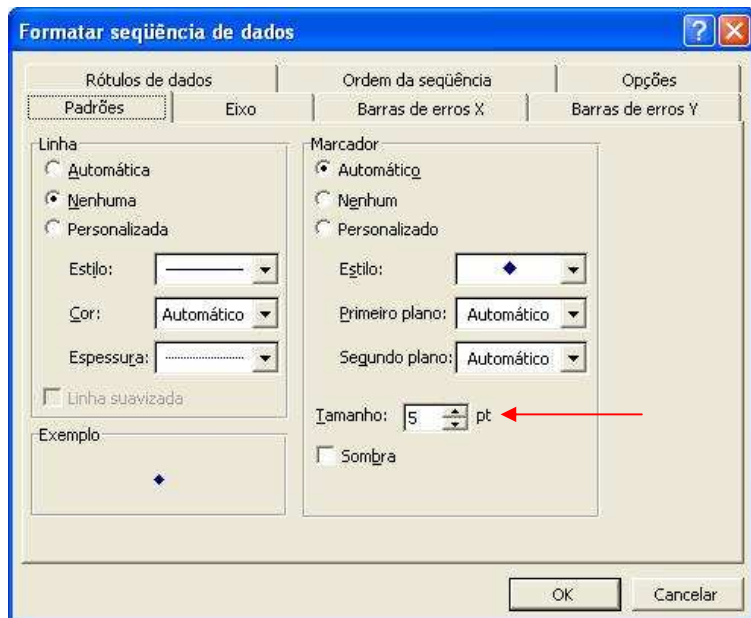 Formatar seqüência de dados
Rótulos de dados
Ordem da seqüência
Opções
Padrões
Eixo
Barras de erros X
Barras de erros Y
Linha
Automática
Nenhuma
Personalizada
Estilo:
Cor: Automático
Espessura:
Linha suavizada
Exemplo
Marcador
Automático
Nenhum
Personalizado
Estilo:
Primeiro plano: Automático
Segundo plano: Automático
Tamanho: 5 pt
Sombra
OK
Cancelar